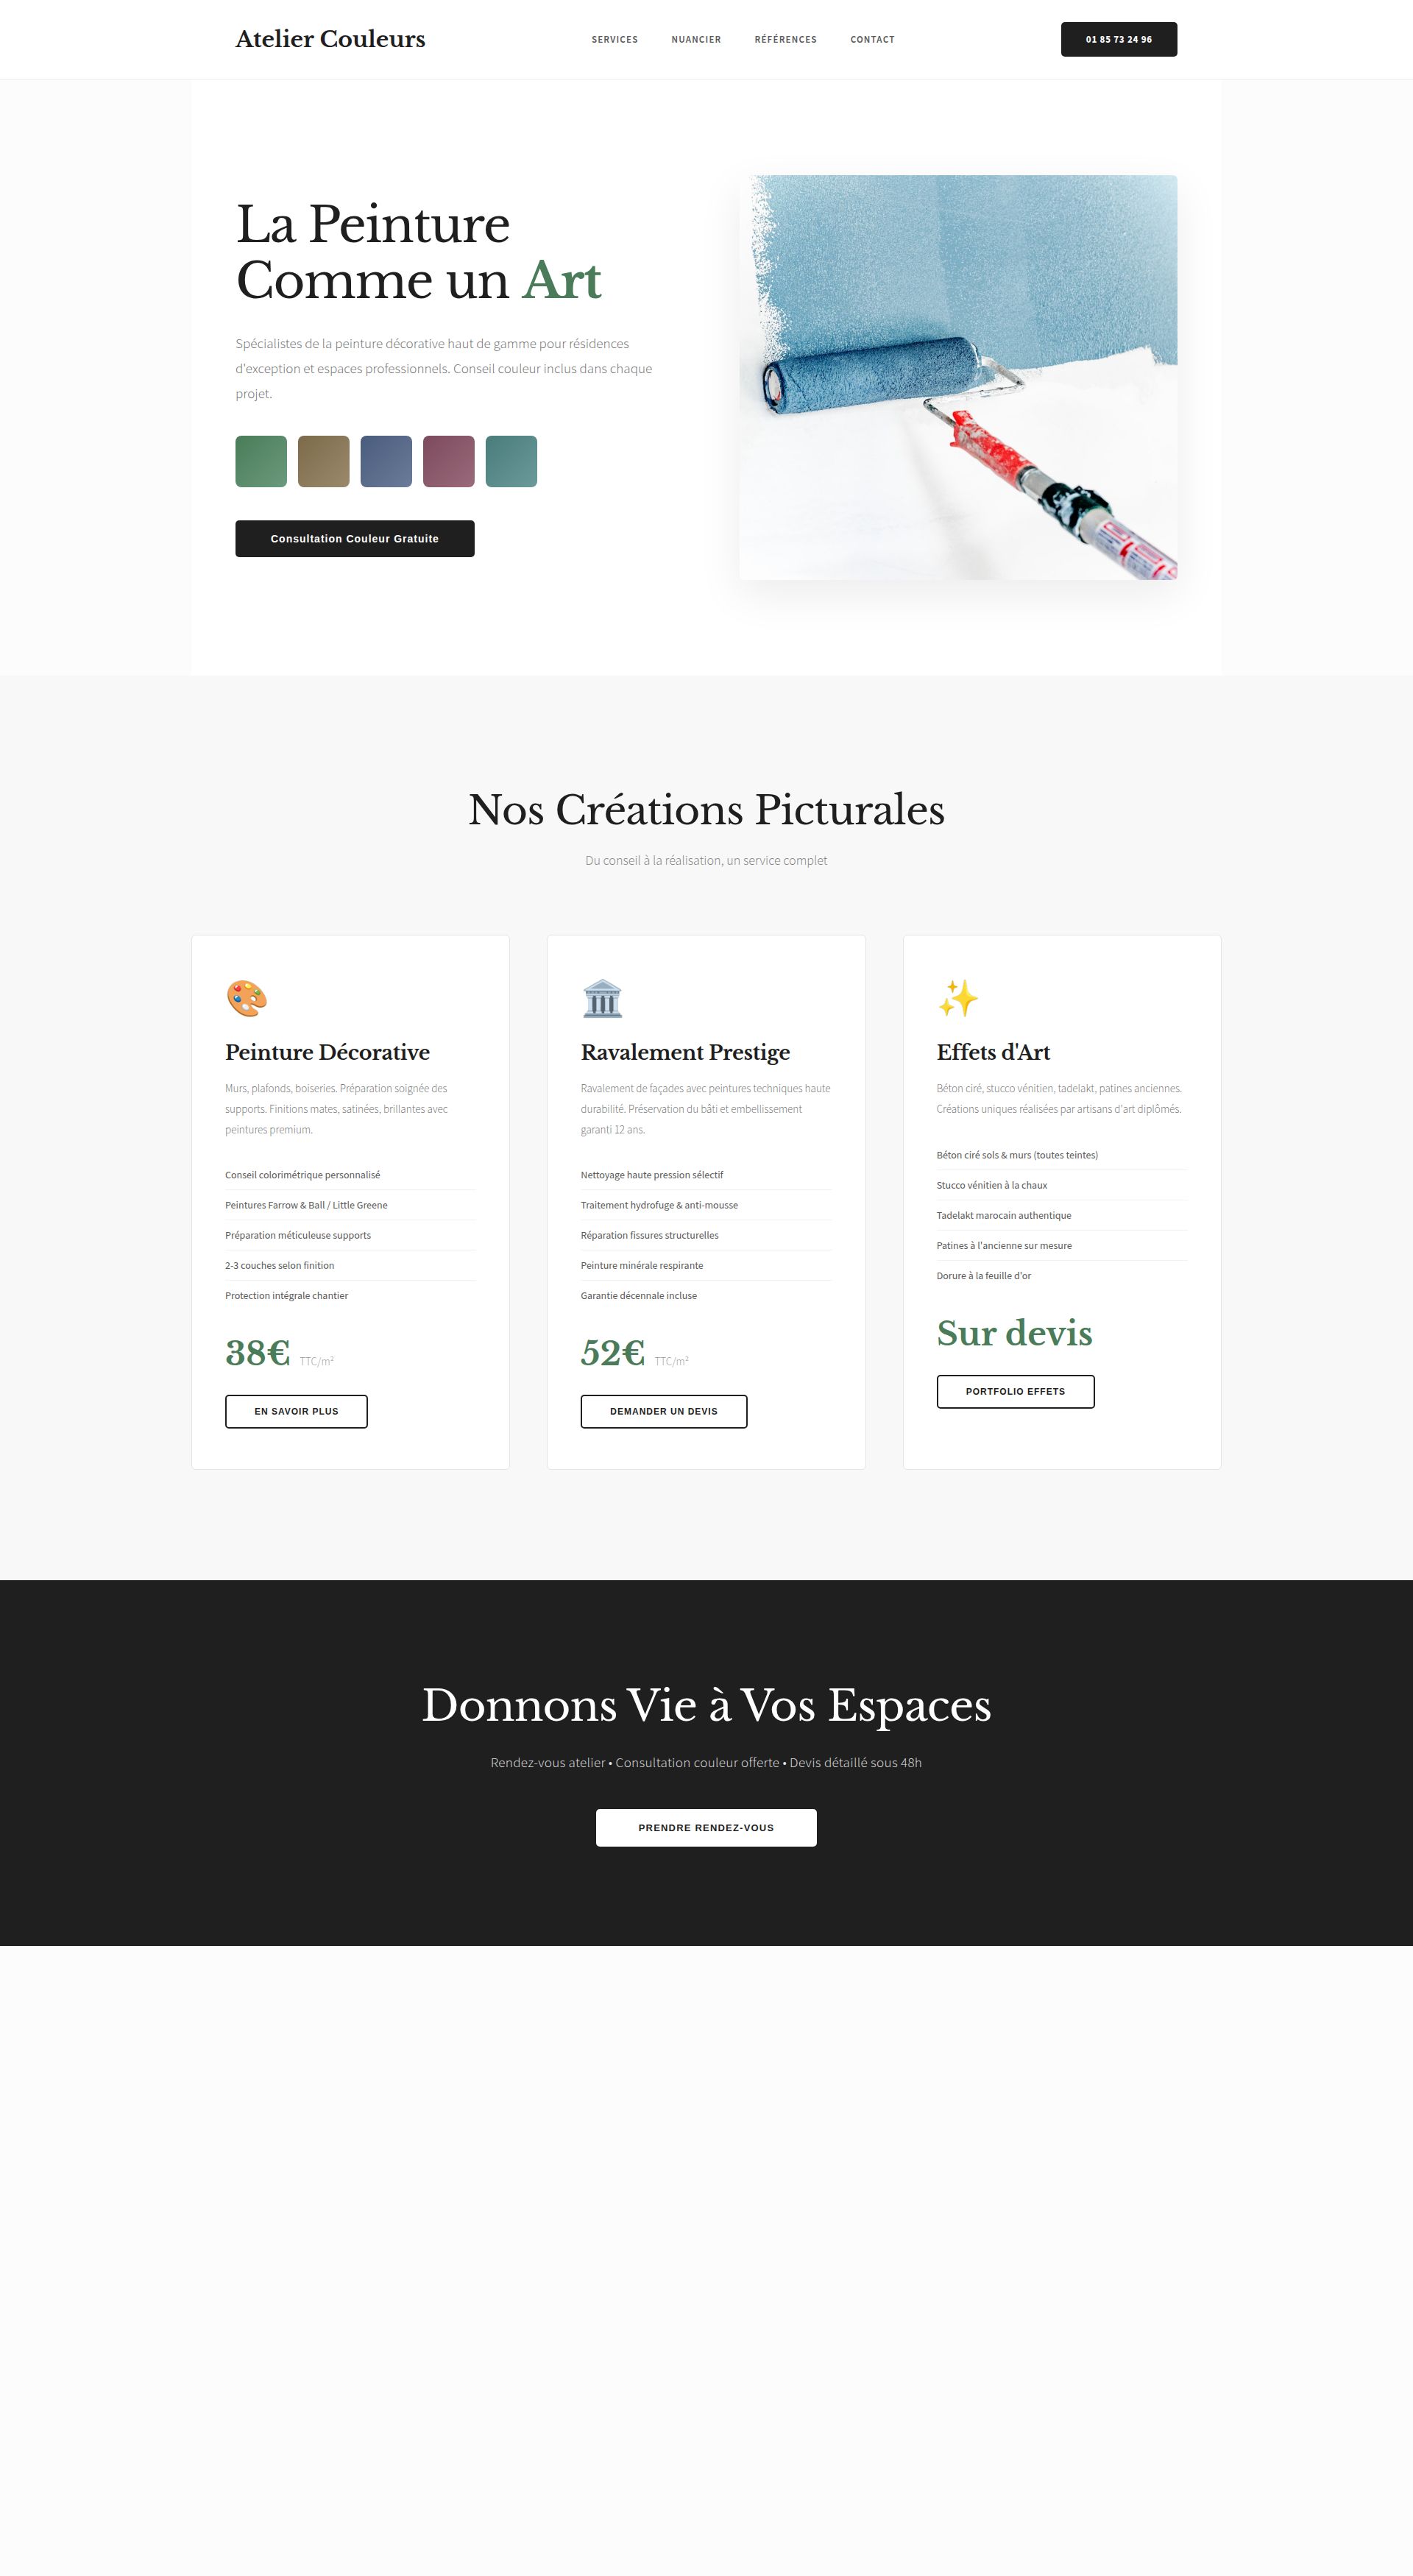 Atelier Couleurs
SERVICES
NUANCIER
RÉFÉRENCES
CONTACT
01 85 73 24 96
La Peinture
Comme un Art
Spécialistes de la peinture décorative haut de gamme pour résidences
d'exception et espaces professionnels. Conseil couleur inclus dans chaque
projet.
Consultation Couleur Gratuite
Nos Créations Picturales
Du conseil à la réalisation, un service complet
Peinture Décorative
Murs, plafonds, boiseries. Préparation soignée des
supports. Finitions mates, satinées, brillantes avec
peintures premium.
Conseil colorimétrique personnalisé
Peintures Farrow & Ball / Little Greene
Préparation méticuleuse supports
2-3 couches selon finition
Protection intégrale chantier
38€ TTC/m²
EN SAVOIR PLUS
Ravalement Prestige
Ravalement de façades avec peintures techniques haute
durabilité. Préservation du bâti et embellissement
garanti 12 ans.
Nettoyage haute pression sélectif
Traitement hydrofuge & anti-mousse
Réparation fissures structurelles
Peinture minérale respirante
Garantie décennale incluse
52€ TTC/m²
DEMANDER UN DEVIS
Effets d'Art
Béton ciré, stucco vénitien, tadelakt, patines anciennes.
Créations uniques réalisées par artisans d'art diplômés.
Béton ciré sols & murs (toutes teintes)
Stucco vénitien à la chaux
Tadelakt marocain authentique
Patines à l'ancienne sur mesure
Dorure à la feuille d'or
Sur devis
PORTFOLIO EFFETS
Donnons Vie à Vos Espaces
Rendez-vous atelier • Consultation couleur offerte • Devis détaillé sous 48h
PRENDRE RENDEZ-VOUS